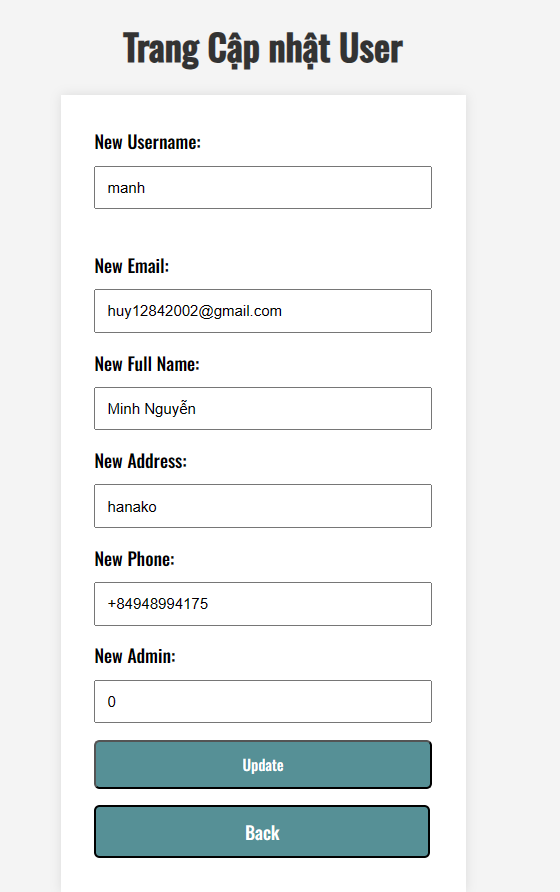 Trang Cập nhật User
New Username:
manh
New Email:
huy12842002@gmail.com
New Full Name:
Minh Nguyễn
New Address:
hanako
New Phone:
+84948994175
New Admin:
0
Update
Back